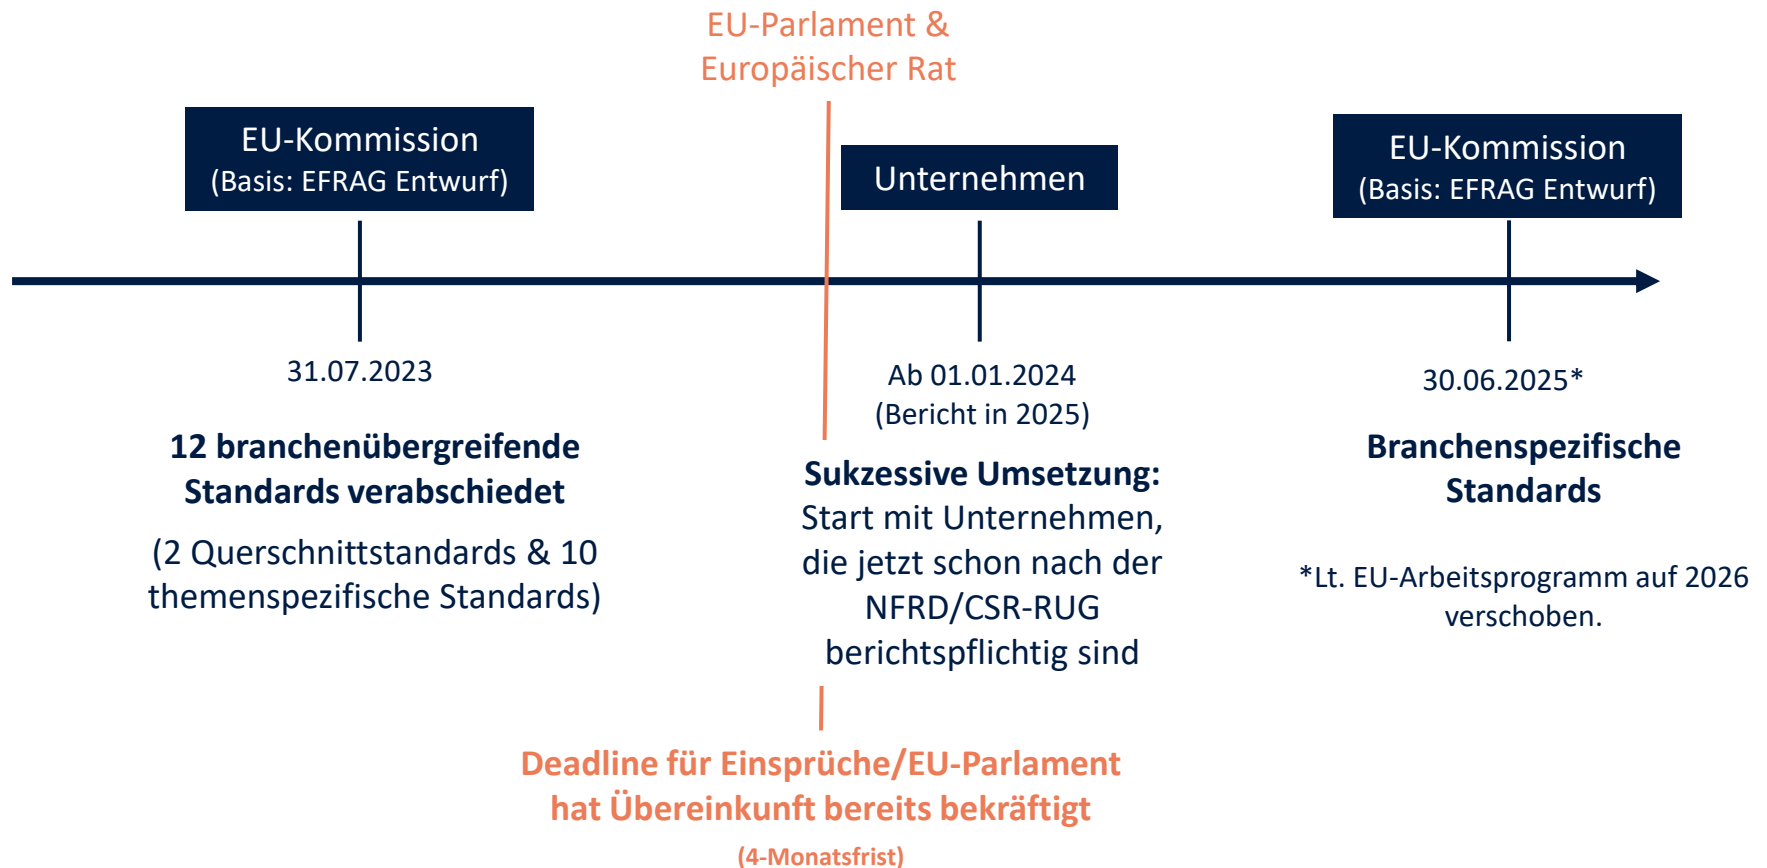 EU-Parlament &
Europäischer Rat
EU-Kommission
(Basis: EFRAG Entwurf)
Unternehmen
EU-Kommission
(Basis: EFRAG Entwurf)
31.07.2023
12 branchenübergreifende
Standards verabschiedet
(2 Querschnittstandards & 10
themenspezifische Standards)
Ab 01.01.2024
(Bericht in 2025)
Sukzessive Umsetzung:
Start mit Unternehmen,
die jetzt schon nach der
NFRD/CSR-RUG
berichtspflichtig sind
30.06.2025*
Branchenspezifische
Standards
*Lt. EU-Arbeitsprogramm auf 2026
verschoben.
Deadline für Einsprüche/EU-Parlament
hat Übereinkunft bereits bekräftigt
(4-Monatsfrist)